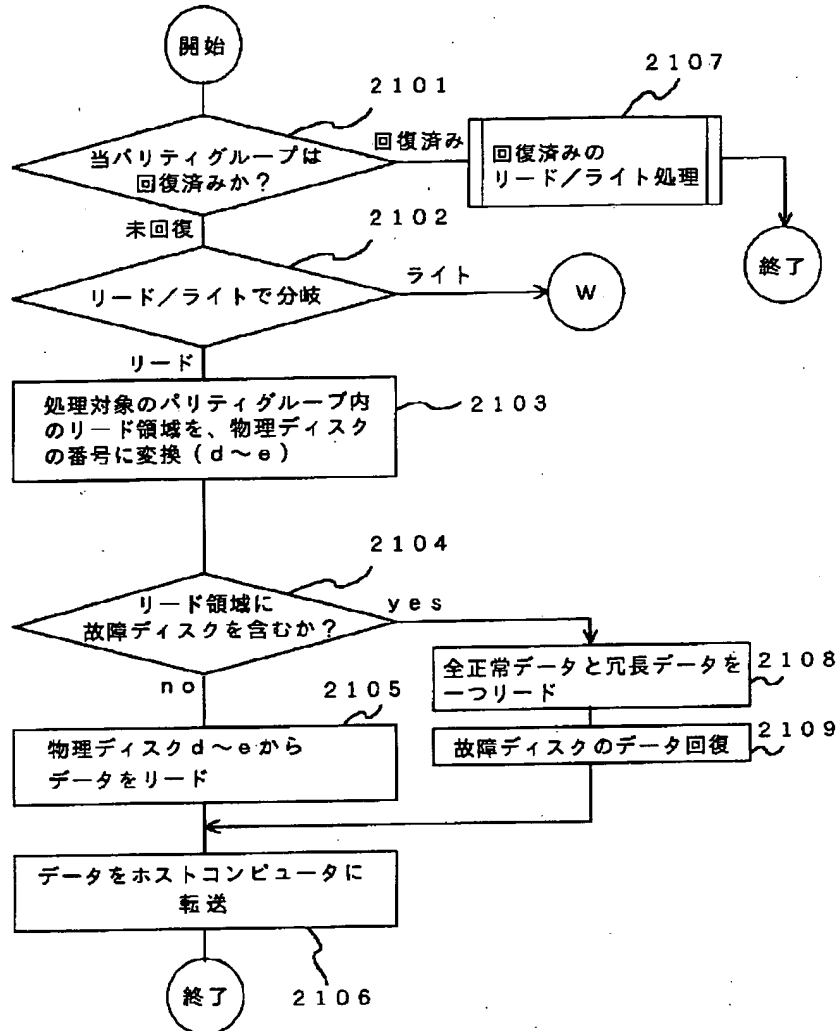 開始
2101
当パリティグループは
回復済みか？
回復済み
2107
回復済みの
リード／ライト処理
終了
未回復
2102
リード／ライトで分岐
ライト
W
リード
処理対象のパリティグループ内
のリード領域を、物理ディスク
の番号に変換（d～e）
2103
2104
リード領域に
故障ディスクを含むか？
yes
no
全正常データと冗長データを
一つリード
2108
故障ディスクのデータ回復
2109
2105
物理ディスクd～eから
データをリード
データをホストコンピュータに
転送
2106
終了